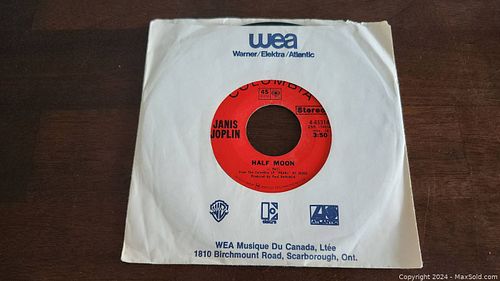 wea
Warner/Elektra/Atlantic
COLUMBIA
45
Stereo
JANIS
JOPLIN
3:50
HALF MOON
WEA Musique Du Canada, Ltée
1810 Birchmount Road, Scarborough, Ont.
ATLANTIC
Copyright © 2024 - MaxSold.com